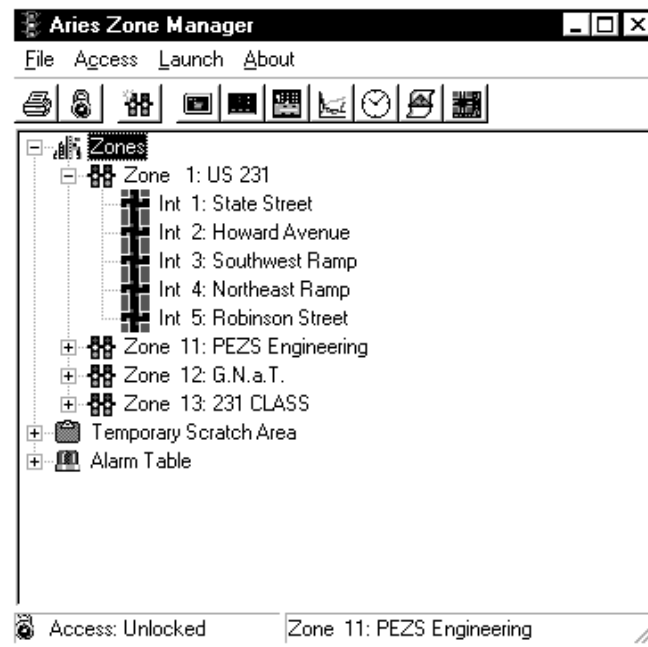 Aries Zone Manager
File Access Launch About
Zones
Zone 1: US 231
Int 1: State Street
Int 2: Howard Avenue
Int 3: Southwest Ramp
Int 4: Northeast Ramp
Int 5: Robinson Street
Zone 11: PEZS Engineering
Zone 12: G.N.a.T.
Zone 13: 231 CLASS
Temporary Scratch Area
Alarm Table
Access: Unlocked Zone 11: PEZS Engineering